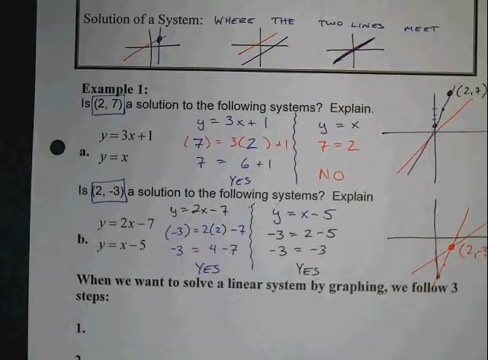 Solution of a System: WHERE THE TWO LINES MEET
Example 1:
Is (2, 7) a solution to the following systems? Explain.
(2,7)
y = 3x + 1
y = x
y = 3x+1
(7) = 3(2) + 1
7 = 2
a. y = x
7 = 6 + 1
YES
NO
Is (2, -3) a solution to the following systems? Explain
y = 2x - 7
y = x - 5
y = 2x-7
(-3) = 2(2) - 7
-3 = 2 - 5
b. y = x-5
-3 = 4 - 7
-3 = -3
(2,-3
YES
YES
When we want to solve a linear system by graphing, we follow 3
steps:
1.
2.